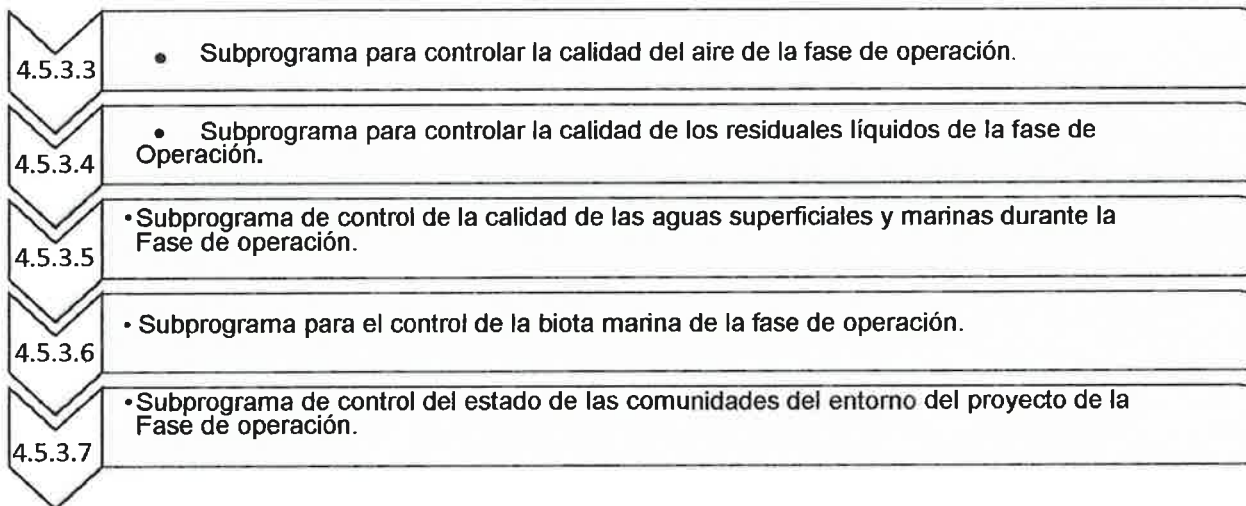 4.5.3.3
• Subprograma para controlar la calidad del aire de la fase de operación.
4.5.3.4
• Subprograma para controlar la calidad de los residuales líquidos de la fase de
Operación.
4.5.3.5
• Subprograma de control de la calidad de las aguas superficiales y marinas durante la
Fase de operación.
4.5.3.6
• Subprograma para el control de la biota marina de la fase de operación.
4.5.3.7
• Subprograma de control del estado de las comunidades del entorno del proyecto de la
Fase de operación.